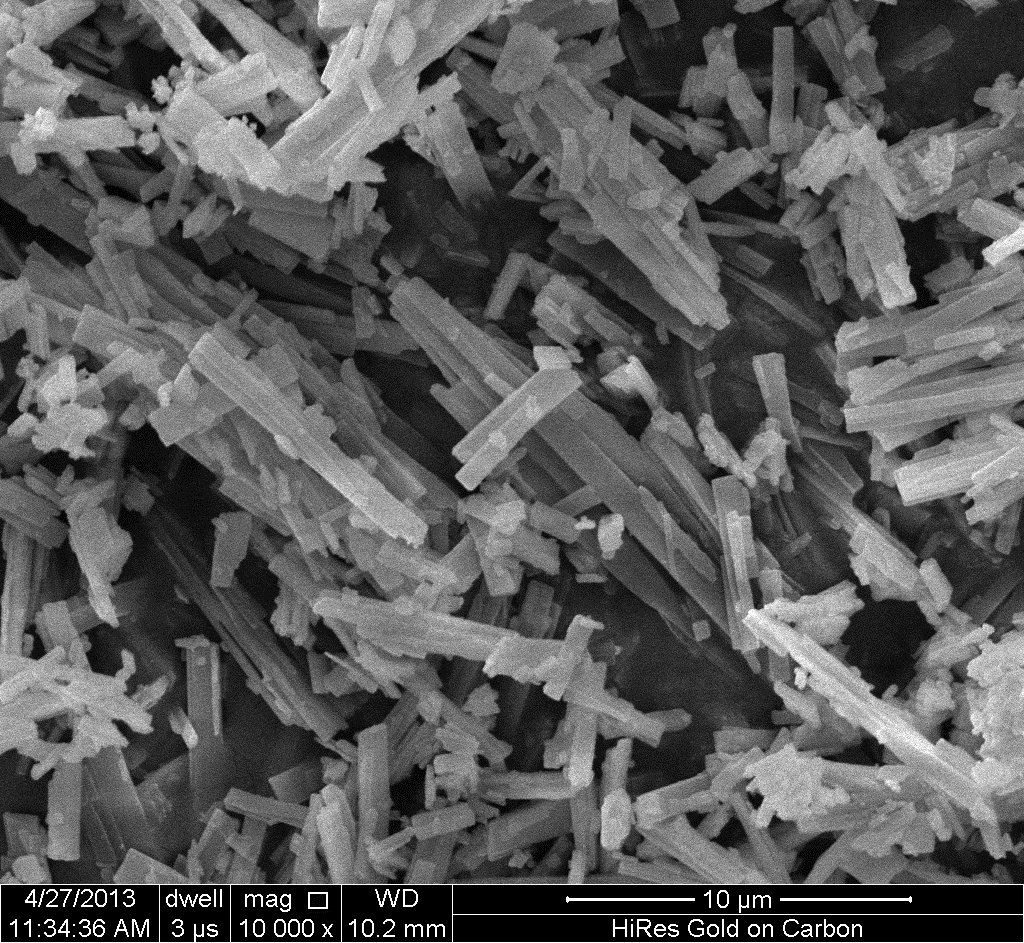 4/27/2013 dwell mag □ WD 10 µm
11:34:36 AM 3 µs 10 000 x 10.2 mm HiRes Gold on Carbon